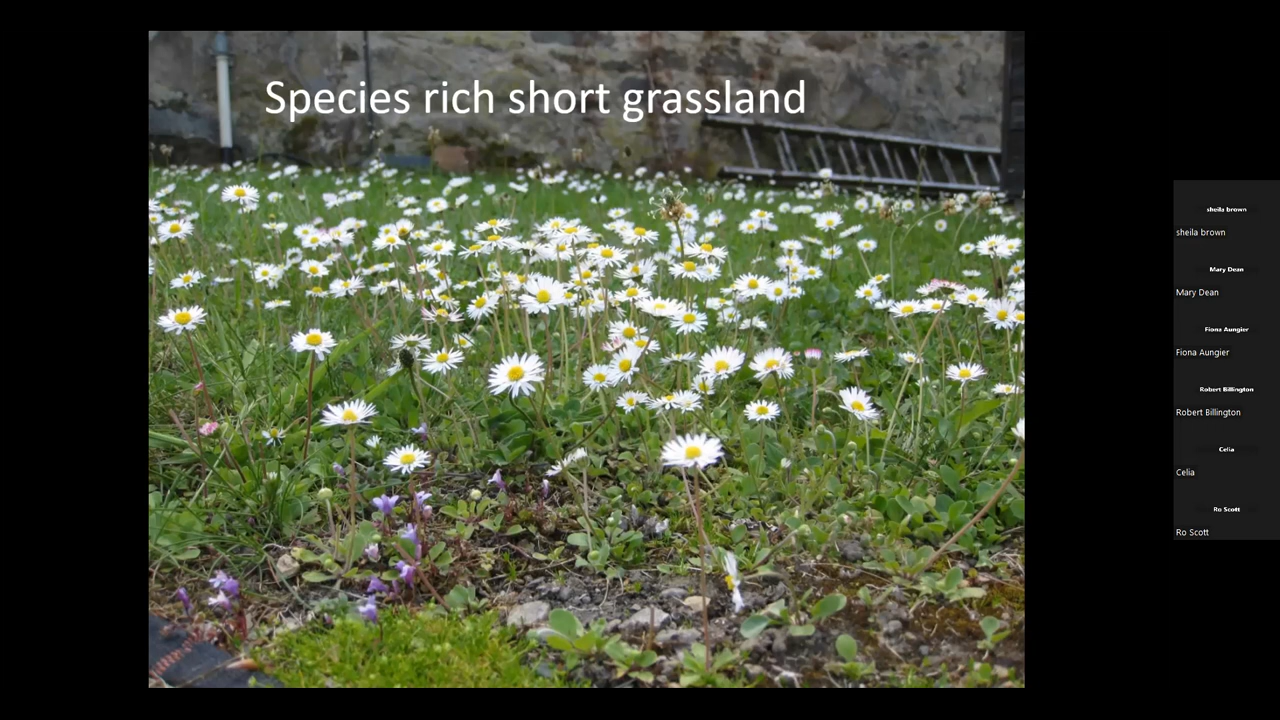 Species rich short grassland
sheila brown
sheila brown
Mary Dean
Mary Dean
Fiona Aungier
Fiona Aungier
Robert Billington
Robert Billington
Celia
Celia
Ro Scott
Ro Scott